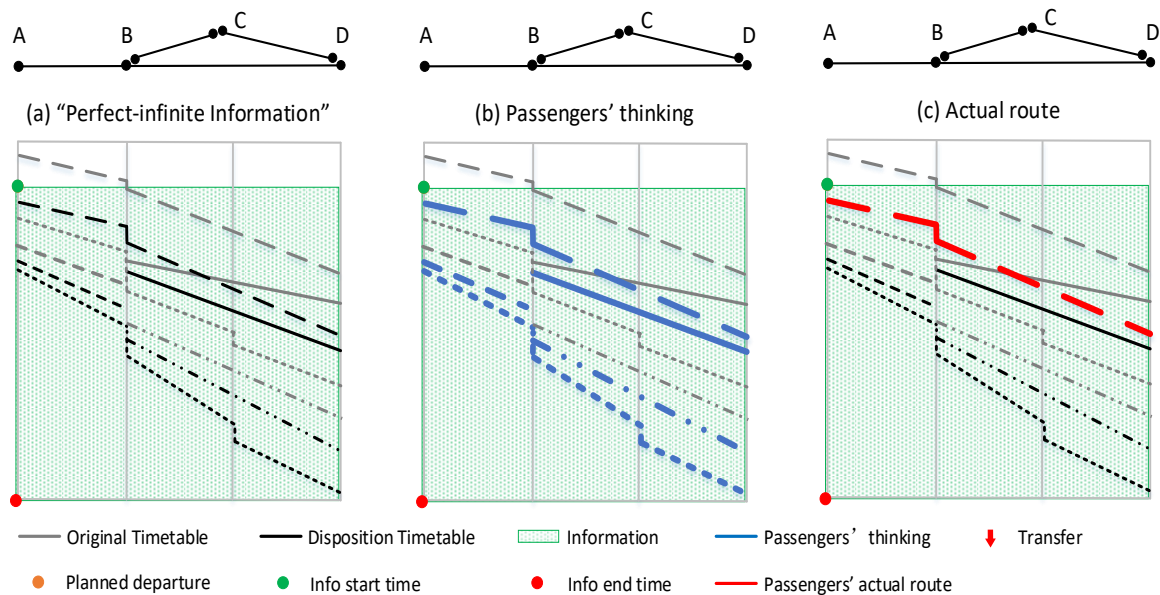 A B C D
A B C D
A B C D
(a) “Perfect-infinite Information”
(b) Passengers’ thinking
(c) Actual route
Original Timetable
Disposition Timetable
Information
Passengers’ thinking
Transfer
Planned departure
Info start time
Info end time
Passengers’ actual route